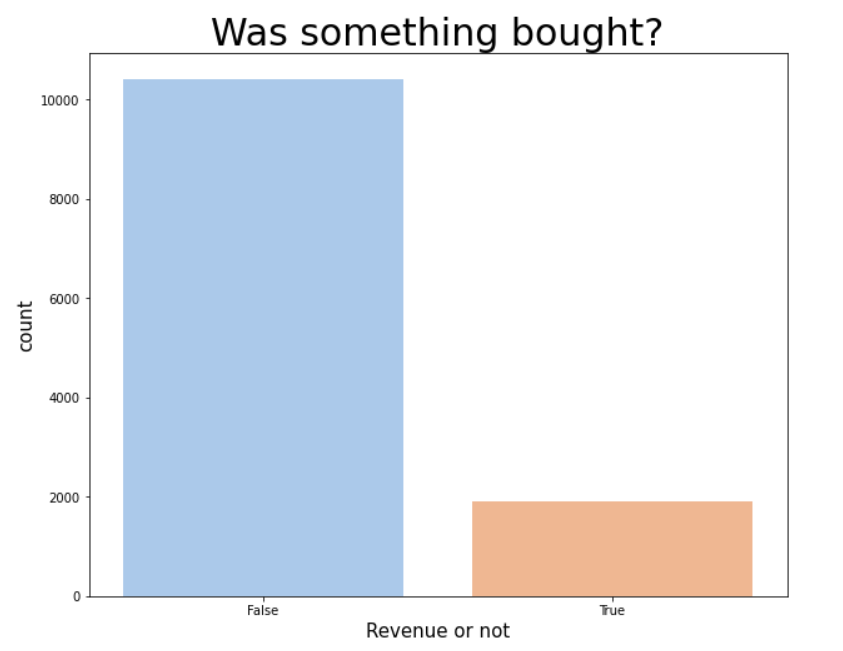 Was something bought?
10000
8000
6000
4000
2000
0
count
False True
Revenue or not